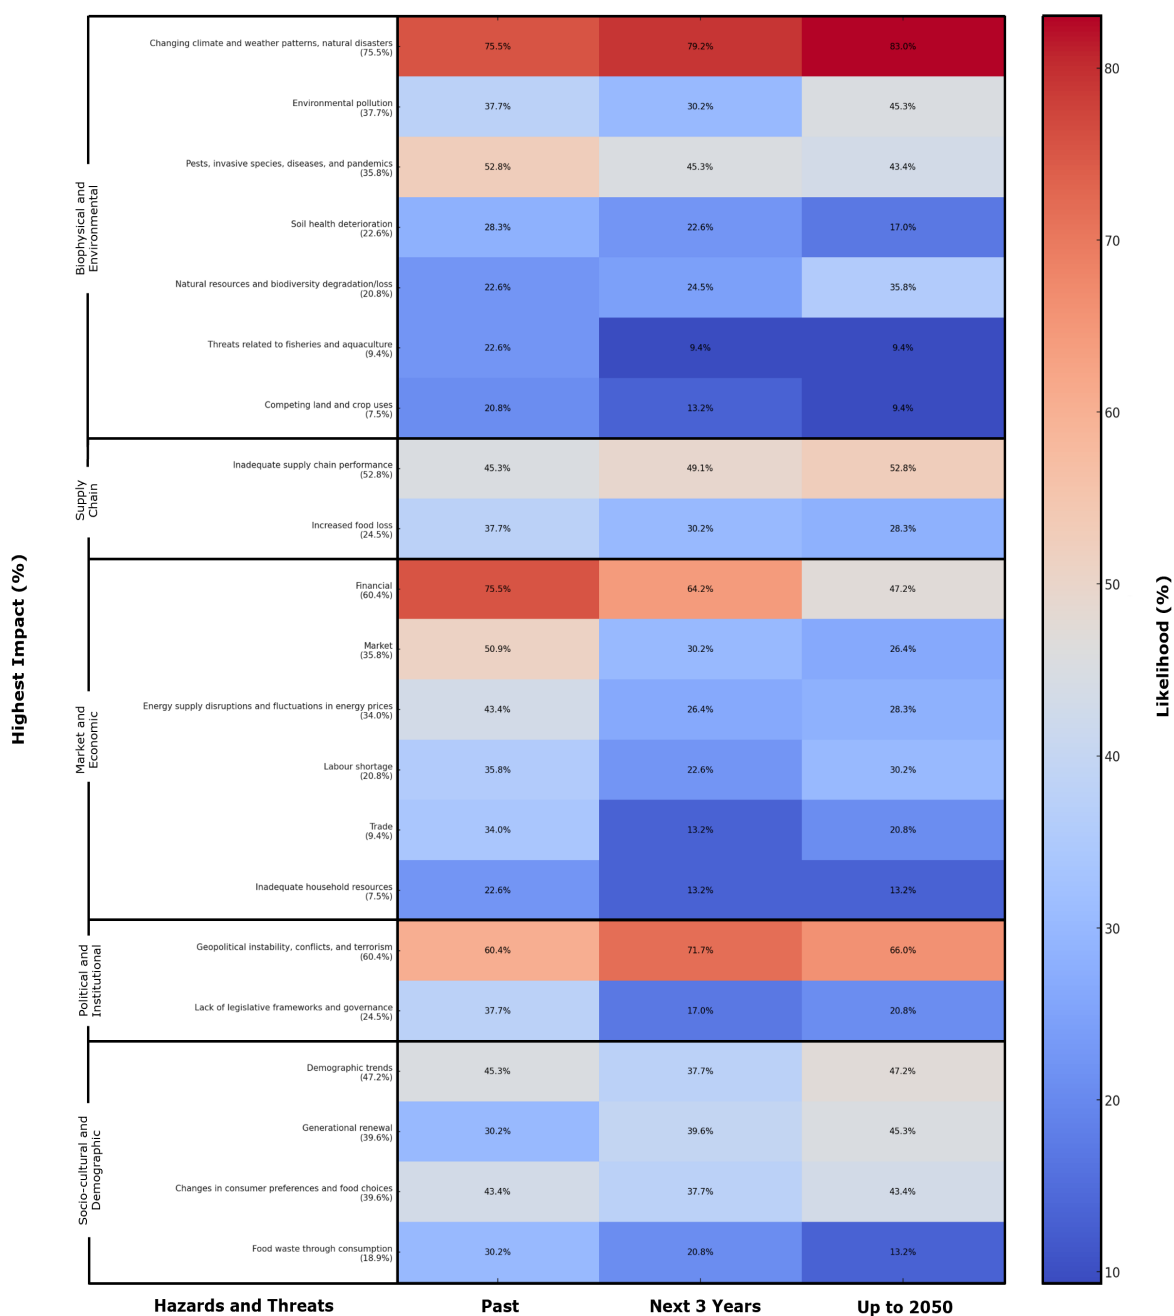 Highest Impact (%)
Biophysical and
Environmental
Changing climate and weather patterns, natural disasters
(75.5%)
75.5%
79.2%
83.0%
Environmental pollution
(37.7%)
37.7%
30.2%
45.3%
Pests, invasive species, diseases, and pandemics
(35.8%)
52.8%
45.3%
43.4%
Soil health deterioration
(22.6%)
28.3%
22.6%
17.0%
Natural resources and biodiversity degradation/loss
(20.8%)
22.6%
24.5%
35.8%
Threats related to fisheries and aquaculture
(9.4%)
22.6%
9.4%
9.4%
Competing land and crop uses
(7.5%)
20.8%
13.2%
9.4%
Supply
Chain
Inadequate supply chain performance
(52.8%)
45.3%
49.1%
52.8%
Increased food loss
(24.5%)
37.7%
30.2%
28.3%
Market and
Economic
Financial
(60.4%)
75.5%
64.2%
47.2%
Market
(35.8%)
50.9%
30.2%
26.4%
Energy supply disruptions and fluctuations in energy prices
(34.0%)
43.4%
26.4%
28.3%
Labour shortage
(20.8%)
35.8%
22.6%
30.2%
Trade
(9.4%)
34.0%
13.2%
20.8%
Inadequate household resources
(7.5%)
22.6%
13.2%
13.2%
Political and
Institutional
Geopolitical instability, conflicts, and terrorism
(60.4%)
60.4%
71.7%
66.0%
Lack of legislative frameworks and governance
(24.5%)
37.7%
17.0%
20.8%
Socio-cultural and
Demographic
Demographic trends
(47.2%)
45.3%
37.7%
47.2%
Generational renewal
(39.6%)
30.2%
39.6%
45.3%
Changes in consumer preferences and food choices
(39.6%)
43.4%
37.7%
43.4%
Food waste through consumption
(18.9%)
30.2%
20.8%
13.2%
Hazards and Threats
Past
Next 3 Years
Up to 2050
80
70
60
50
40
30
20
10
Likelihood (%)